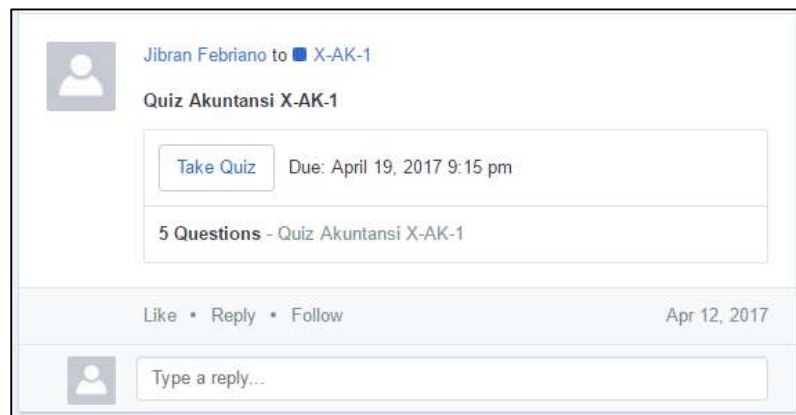 Jibran Febriano to X-AK-1
Quiz Akuntansi X-AK-1
Take Quiz Due: April 19, 2017 9:15 pm
5 Questions - Quiz Akuntansi X-AK-1
Like • Reply • Follow Apr 12, 2017
Type a reply...